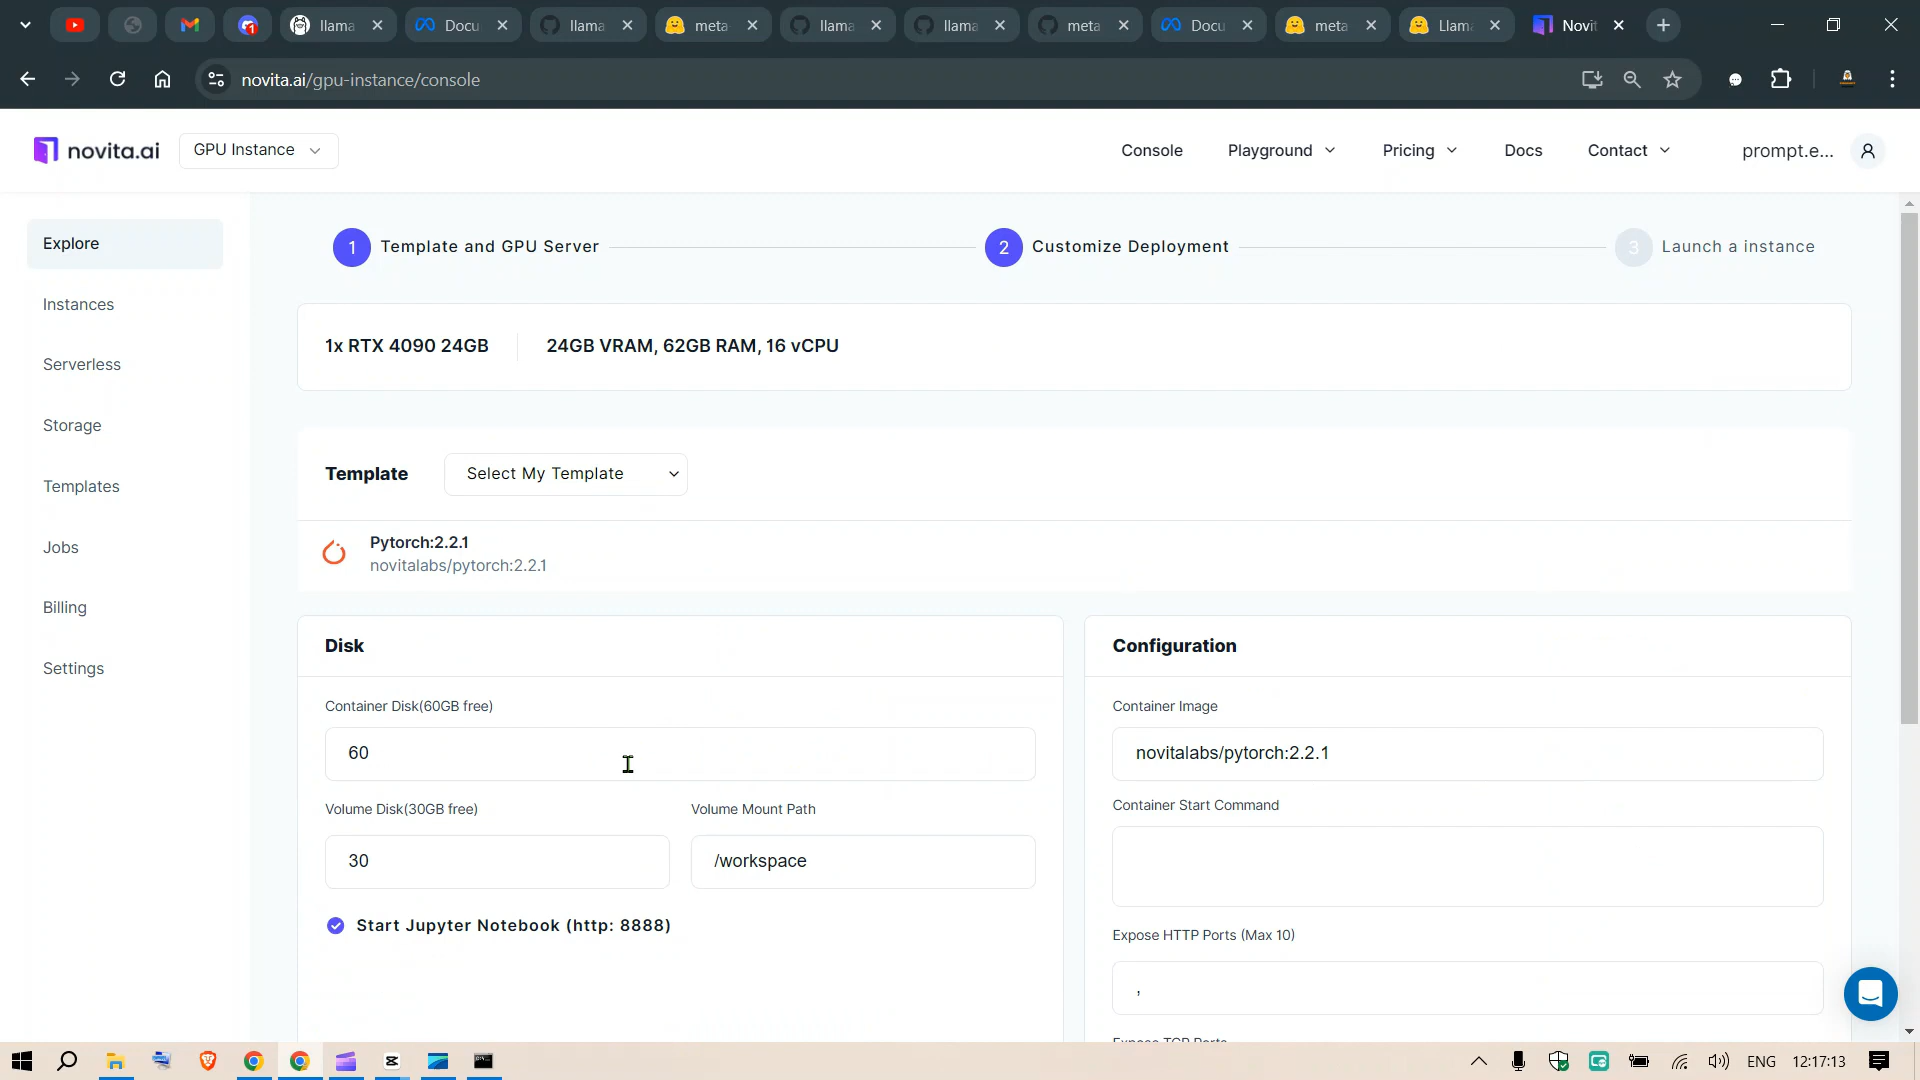 llama
Docu
llama
meta
llama
llama
meta
Docu
meta
Llama
Novit
novita.ai/gpu-instance/console
novita.ai
GPU Instance
Console
Playground
Pricing
Docs
Contact
prompt.e...
Explore
Instances
Serverless
Storage
Templates
Jobs
Billing
Settings
1 Template and GPU Server
2 Customize Deployment
3 Launch a instance
1x RTX 4090 24GB
24GB VRAM, 62GB RAM, 16 vCPU
Template
Select My Template
Pytorch:2.2.1
novitalabs/pytorch:2.2.1
Disk
Container Disk(60GB free)
60
Volume Disk(30GB free)
30
Volume Mount Path
/workspace
Start Jupyter Notebook (http: 8888)
Configuration
Container Image
novitalabs/pytorch:2.2.1
Container Start Command
Expose HTTP Ports (Max 10)
,
Expose TCP Ports
ENG
12:17:13